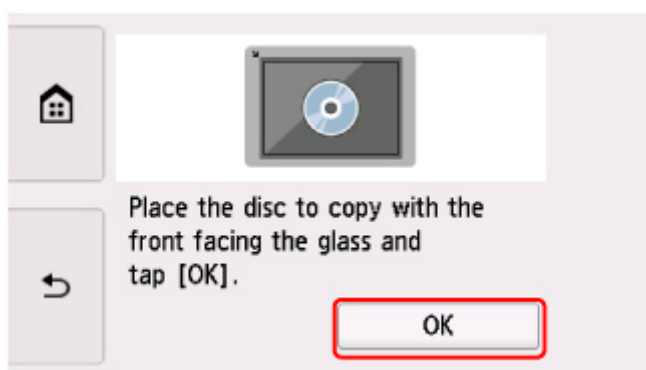 Place the disc to copy with the
front facing the glass and
tap [OK].
OK